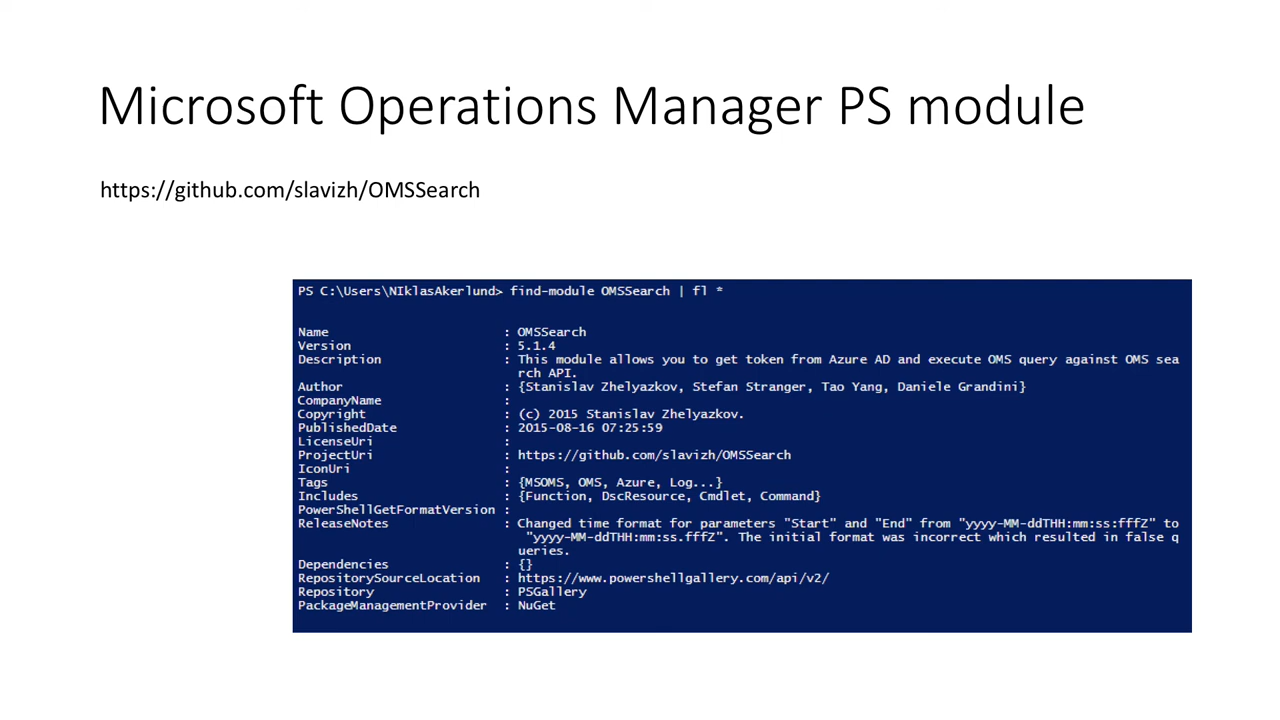 Microsoft Operations Manager PS module
https://github.com/slavizh/OMSSearch
PS C:\Users\NIklasAkerlund> find-module OMSSearch | fl *
Name : OMSSearch
Version : 5.1.4
Description : This module allows you to get token from Azure AD and execute OMS query against OMS sea
rch API.
Author : {Stanislav Zhelyazkov, Stefan Stranger, Tao Yang, Daniele Grandini}
CompanyName :
Copyright : (c) 2015 Stanislav Zhelyazkov.
PublishedDate : 2015-08-16 07:25:59
LicenseUri :
ProjectUri : https://github.com/slavizh/OMSSearch
IconUri :
Tags : {MSOMS, OMS, Azure, Log...}
Includes : {Function, DscResource, Cmdlet, Command}
PowerShellGetFormatVersion :
ReleaseNotes : Changed time format for parameters "Start" and "End" from "yyyy-MM-ddTHH:mm:ss:fffZ" to
"yyyy-MM-ddTHH:mm:ss.fffZ". The initial format was incorrect which resulted in false q
ueries.
Dependencies : {}
RepositorySourceLocation : https://www.powershellgallery.com/api/v2/
Repository : PSGallery
PackageManagementProvider : NuGet